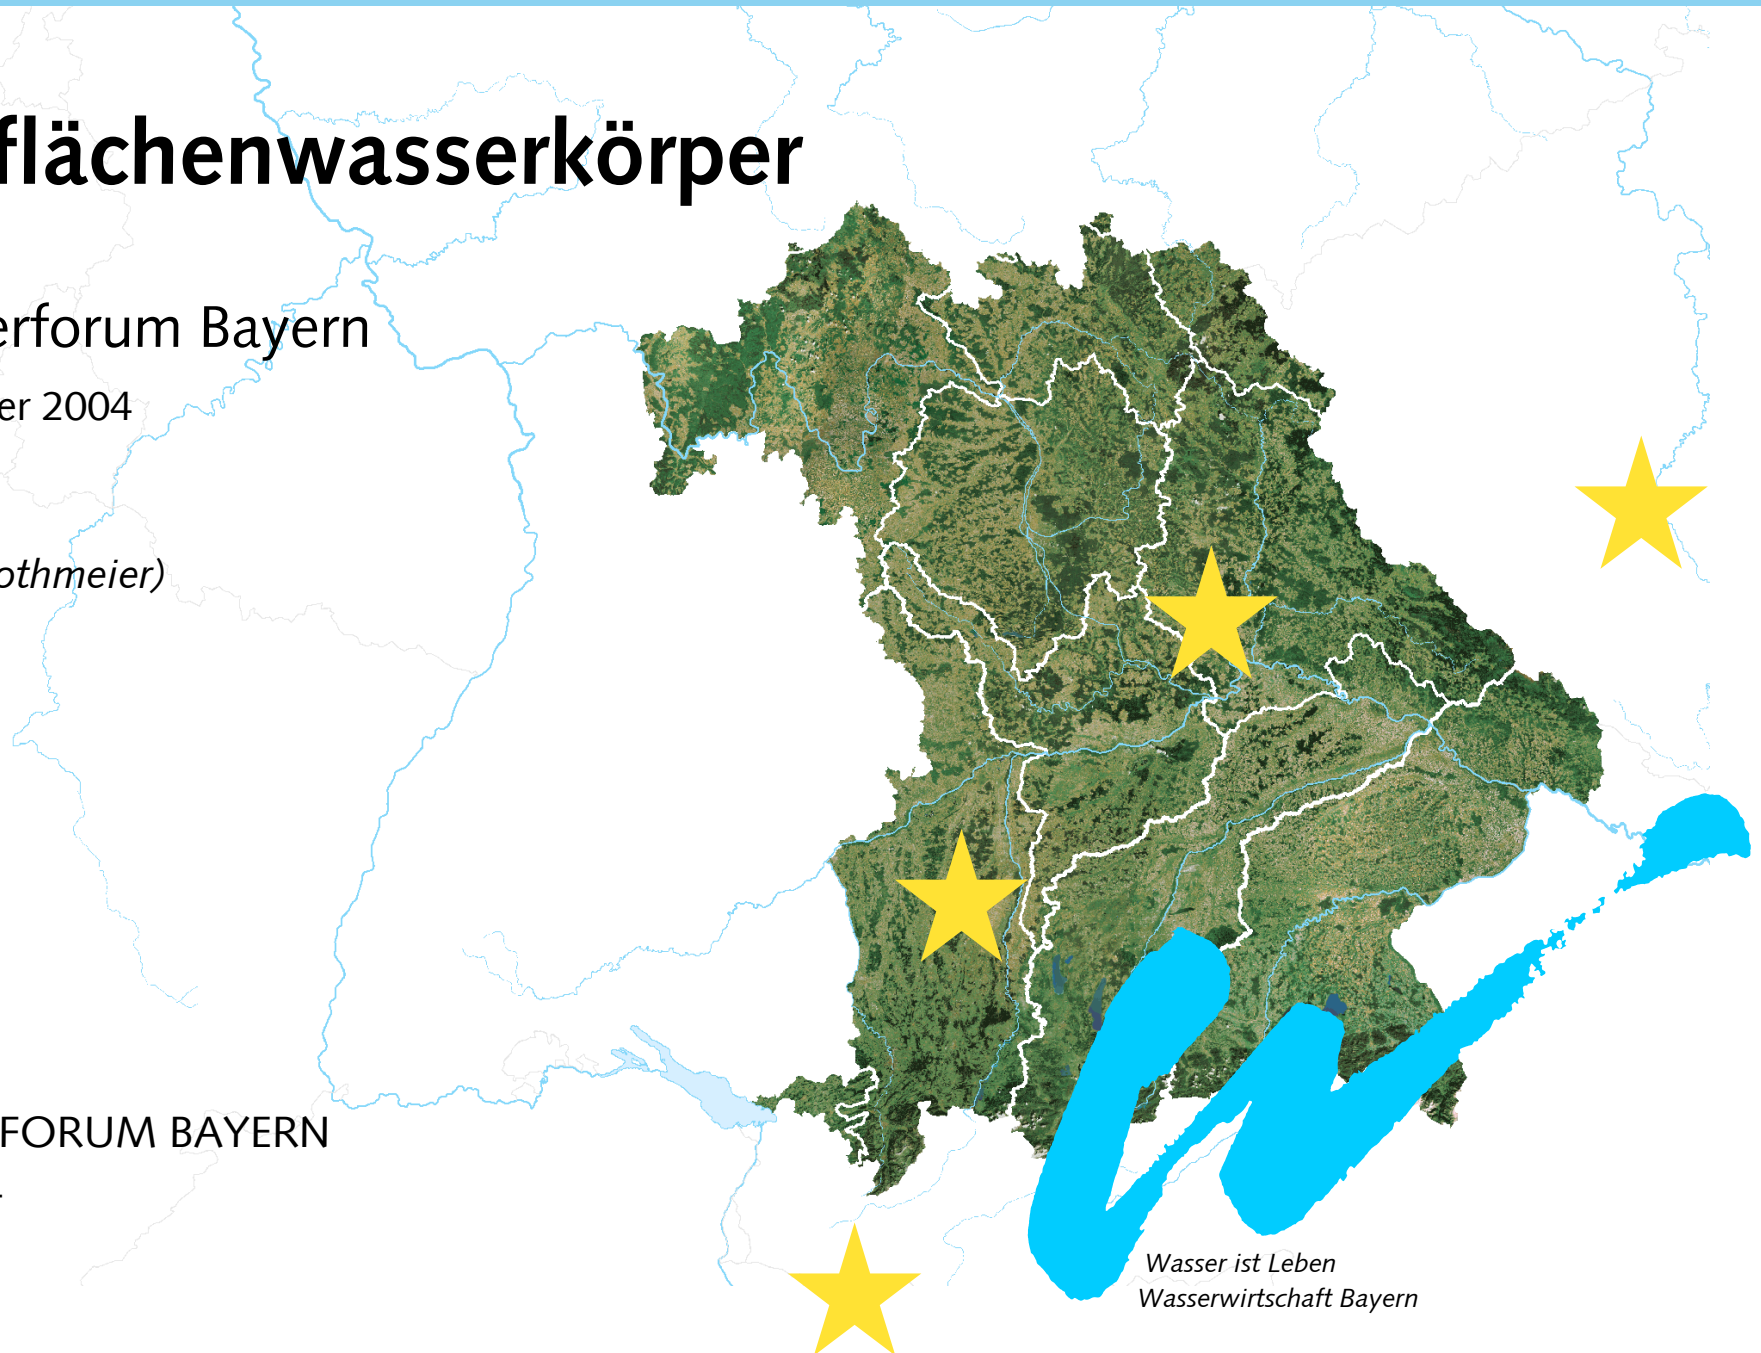 flächenwasserkörper
erforum Bayern
er 2004
othmeier)
FORUM BAYERN
Wasser ist Leben
Wasserwirtschaft Bayern